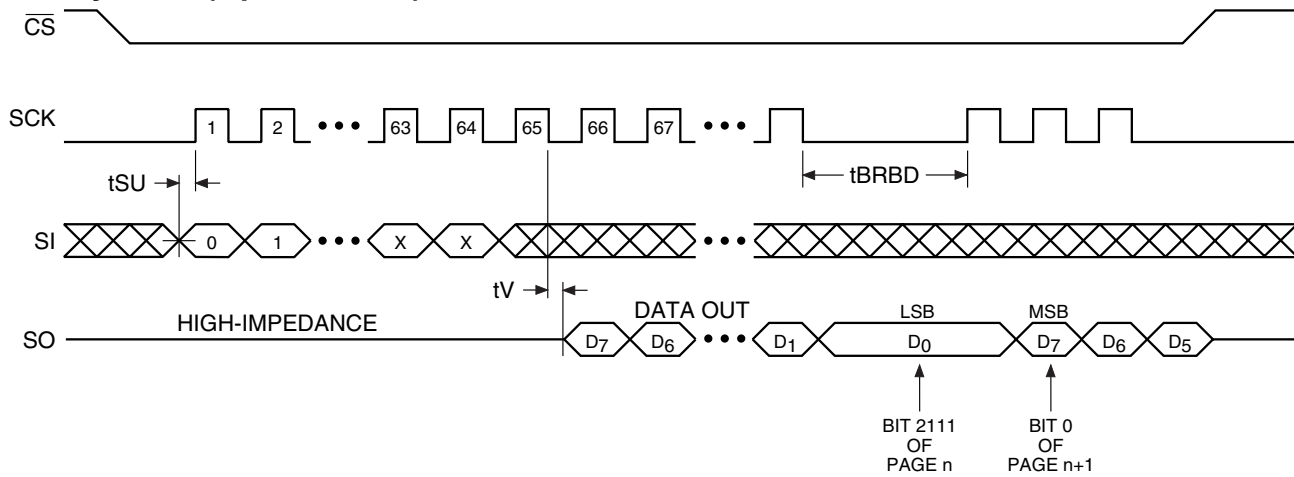 CS
SCK 1 2 ••• 63 64 65 66 67 •••
tSU tBRBD
SI 0 1 ••• X X •••
tV
HIGH-IMPEDANCE DATA OUT LSB MSB
SO D7 D6 ••• D1 D0 D7 D6 D5
BIT 2111 OF PAGE n
BIT 0 OF PAGE n+1